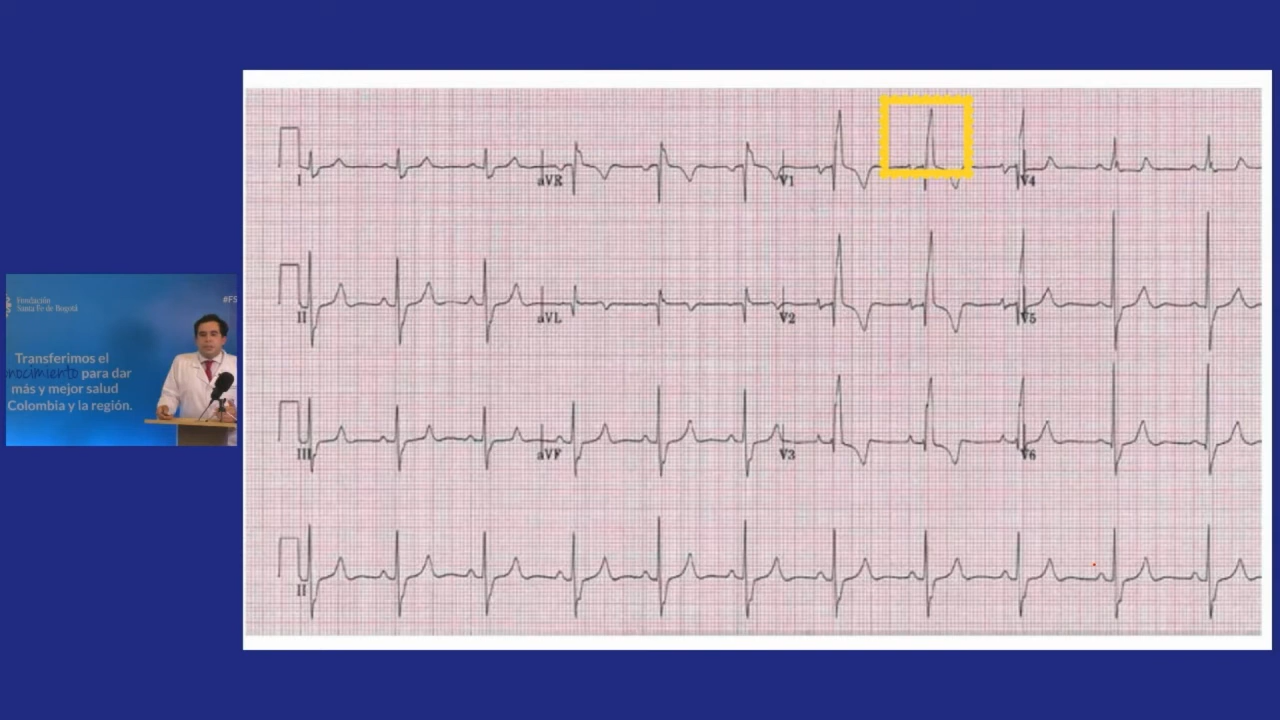 Fundación
Santa Fe de Bogotá
#FS
Transferimos el
conocimiento para dar
más y mejor salud
Colombia y la región.
I
aVR
V1
V4
II
aVL
V2
V5
III
aVF
V3
V6
II